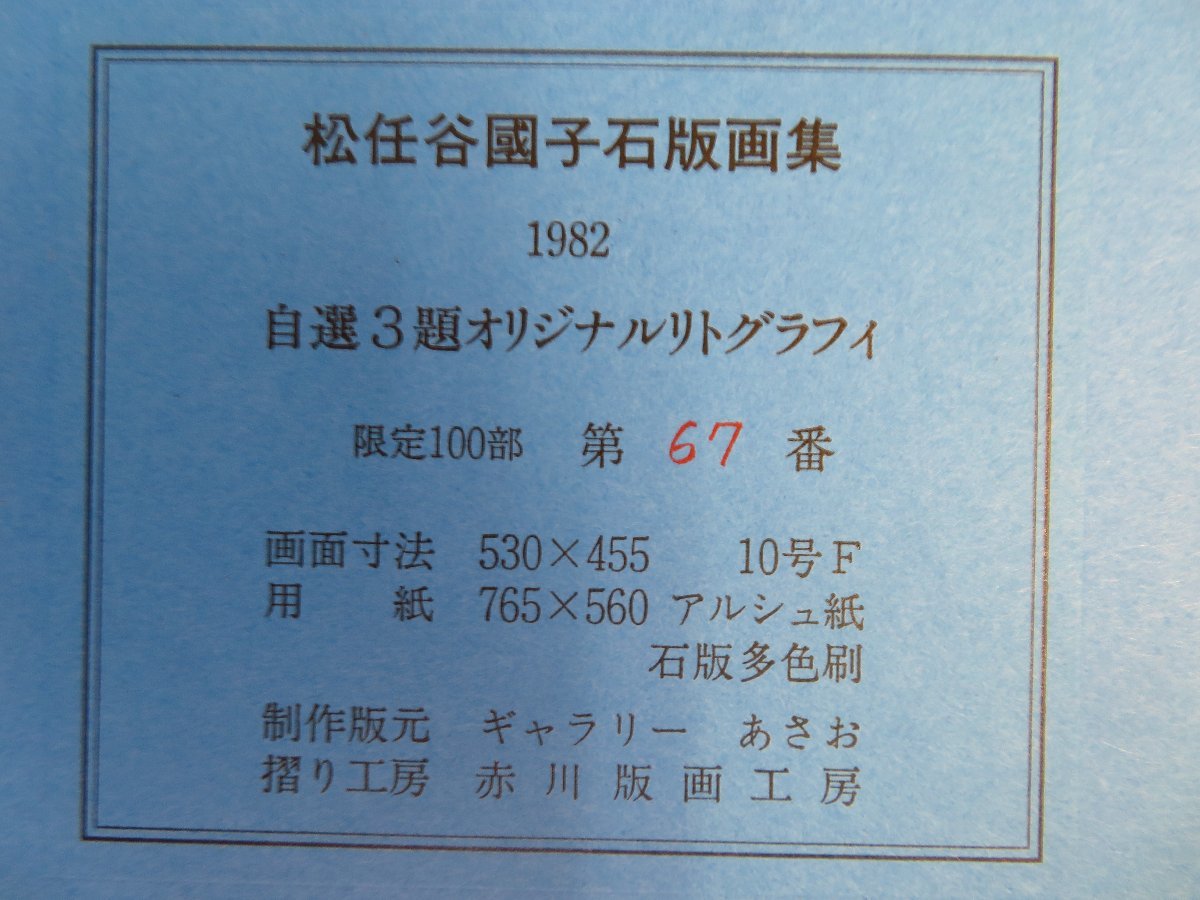 松任谷國子石版画集
1982
自選３題オリジナルリトグラフィ
限定100部　第　67　番
画面寸法　530×455　10号Ｆ
用　　紙　765×560 アルシュ紙
石版多色刷
制作版元　ギャラリー　あさお
摺り工房　赤川版画工房